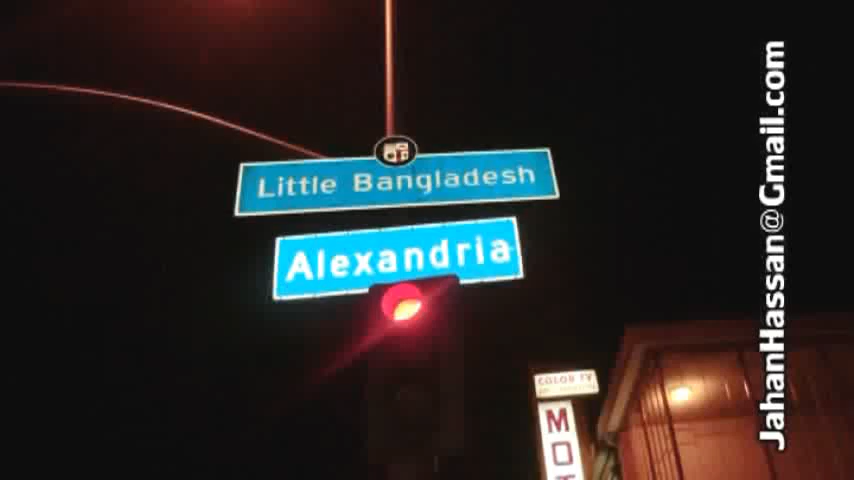 Little Bangladesh
Alexandria
COLOR TV
MOT
JahanHassan@Gmail.com